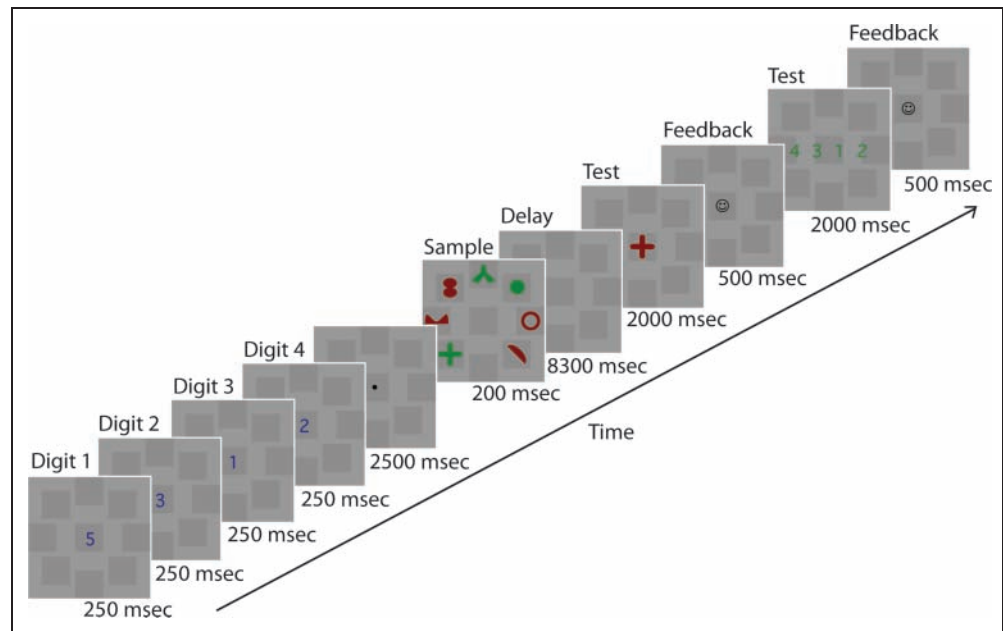 Digit 1
5
250 msec
Digit 2
3
250 msec
Digit 3
1
250 msec
Digit 4
2
250 msec
2500 msec
Sample
200 msec
Delay
8300 msec
Test
2000 msec
Feedback
500 msec
Test
4 3 1 2
2000 msec
Feedback
500 msec
Time